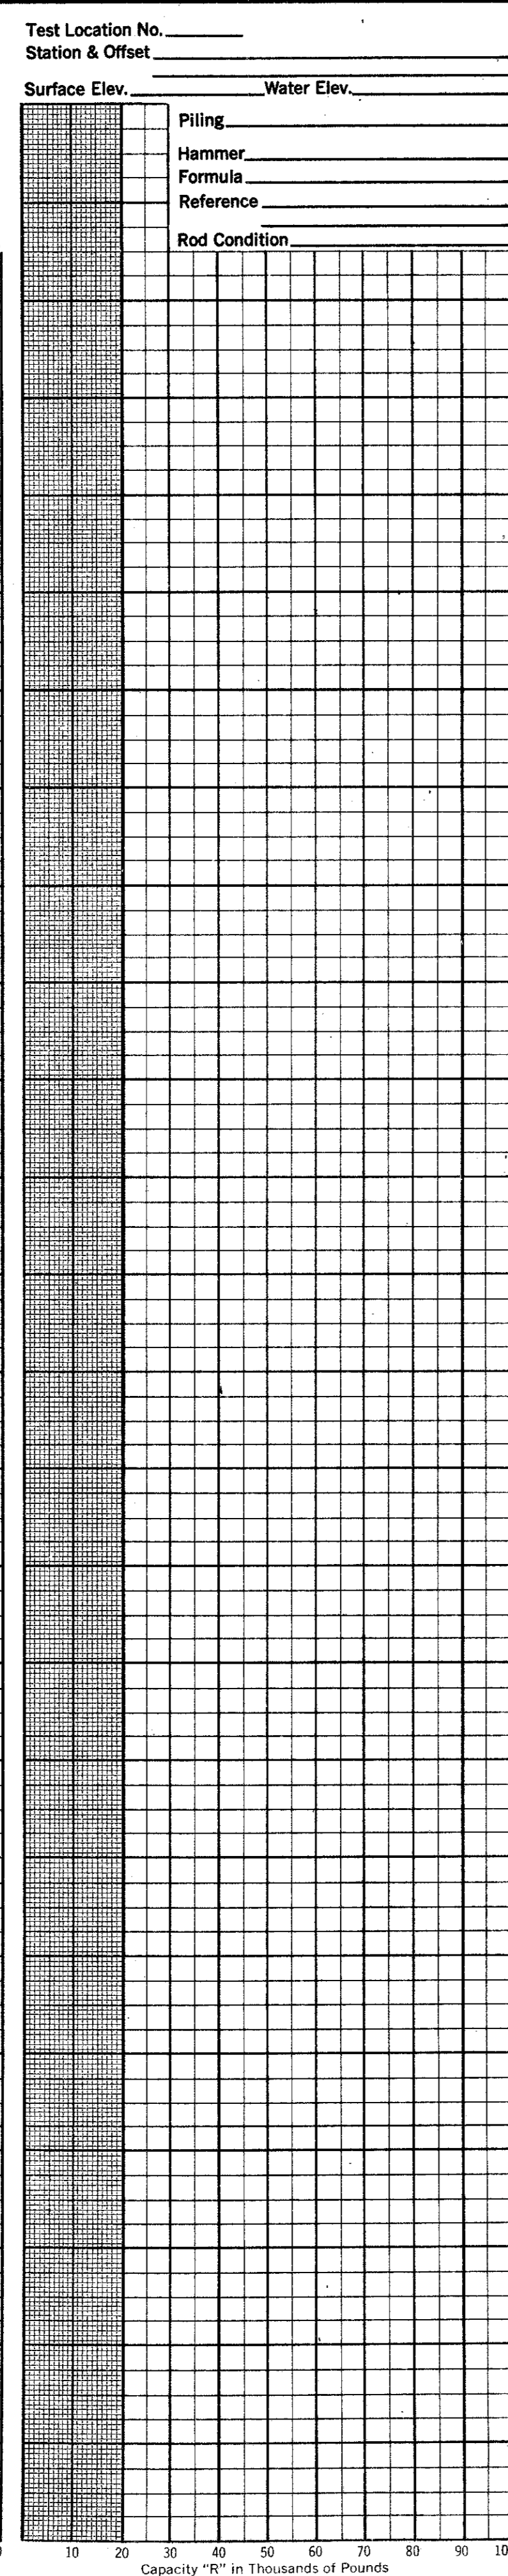 Test Location No.
Station & Offset
Surface Elev. Water Elev.
Piling
Hammer
Formula
Reference
Rod Condition
10 20 30 40 50 60 70 80 90
Capacity "R" in Thousands of Pounds